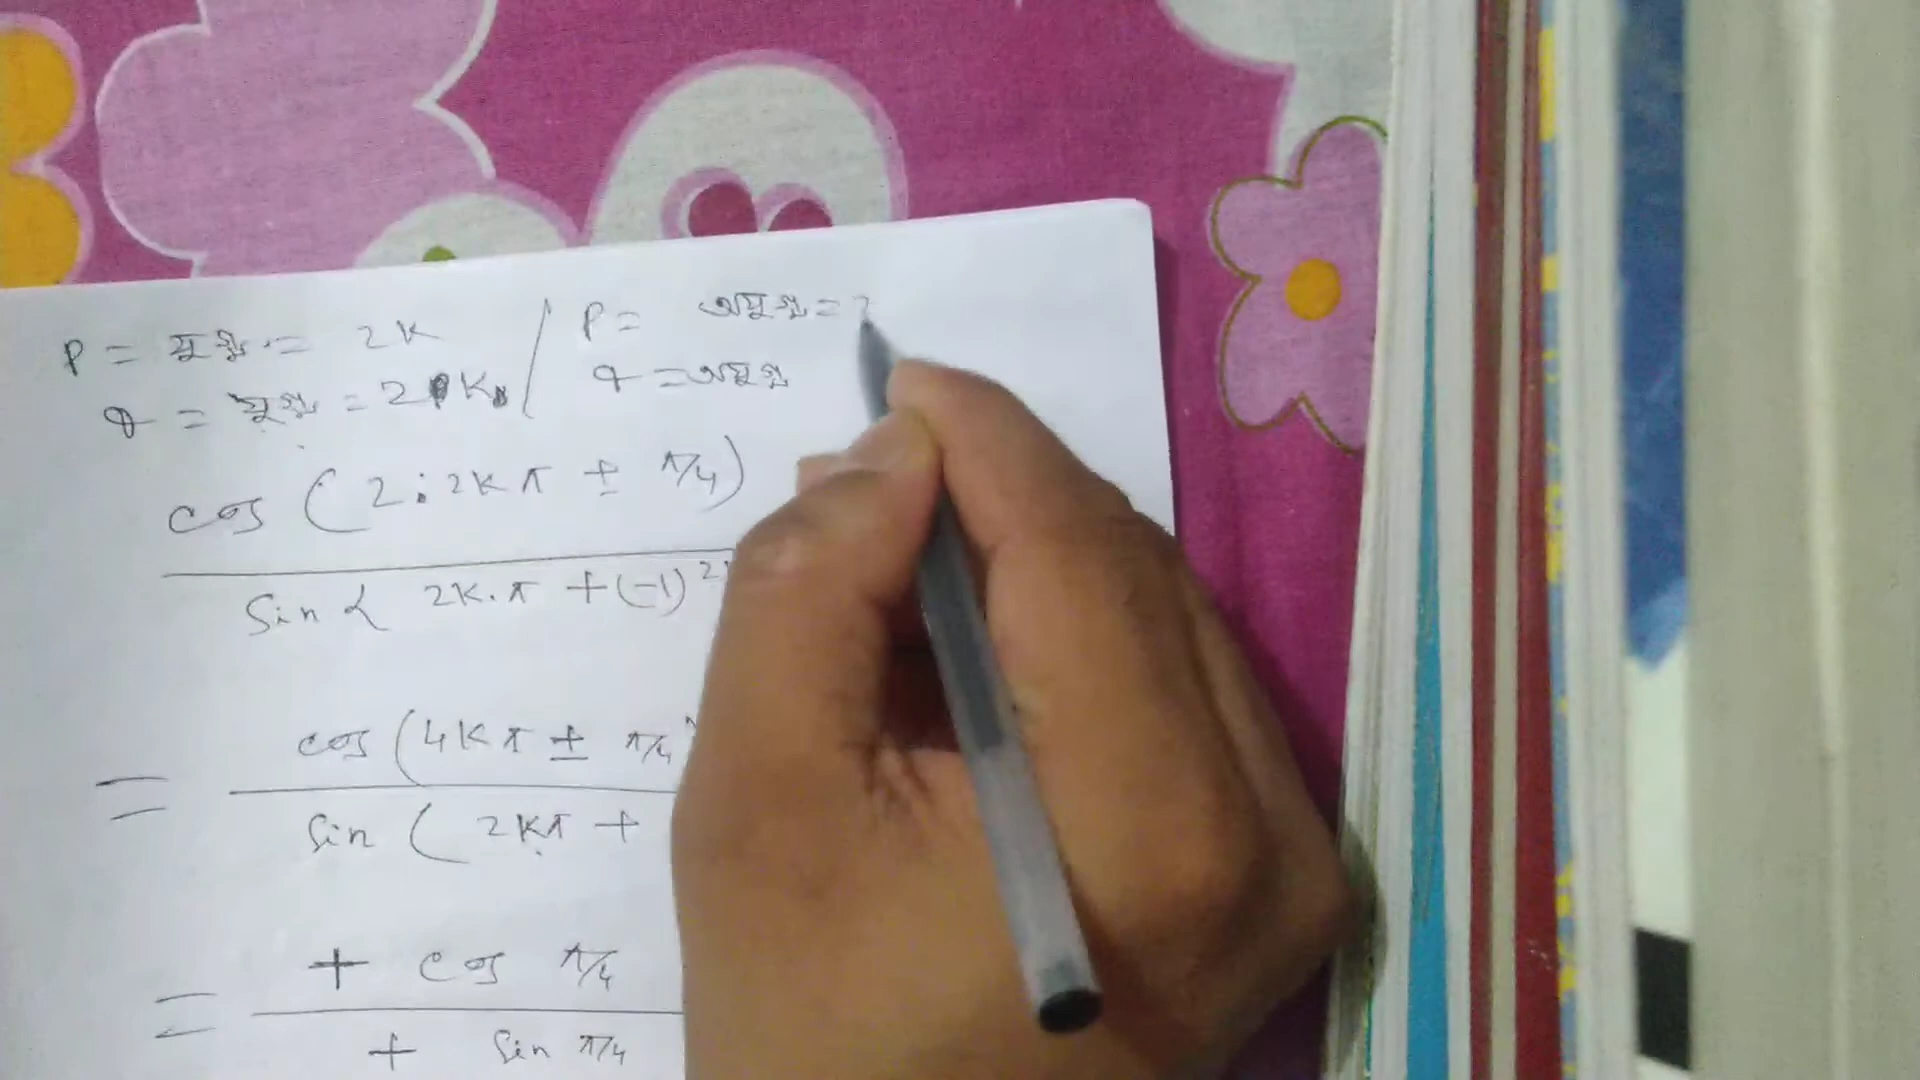 P = যুগ্ম = 2K / P = অযুগ্ম =
q = যুগ্ম = 2K / q = অযুগ্ম
cos (2.2Kπ ± π/4)
sin { 2K.π + (-1)²
= cos (4Kπ ± π/4
sin ( 2Kπ +
= + cos π/4
+ sin π/4